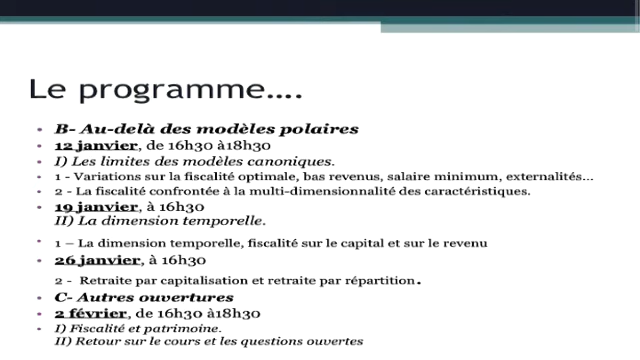 Le programme….
• B- Au-delà des modèles polaires
• 12 janvier, de 16h30 à18h30
• I) Les limites des modèles canoniques.
• 1 - Variations sur la fiscalité optimale, bas revenus, salaire minimum, externalités…
• 2 - La fiscalité confrontée à la multi-dimensionnalité des caractéristiques.
• 19 janvier, à 16h30
II) La dimension temporelle.
• 1 – La dimension temporelle, fiscalité sur le capital et sur le revenu
• 26 janvier, à 16h30
2 - Retraite par capitalisation et retraite par répartition.
• C- Autres ouvertures
• 2 février, de 16h30 à18h30
• I) Fiscalité et patrimoine.
II) Retour sur le cours et les questions ouvertes